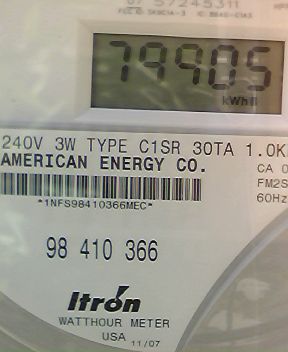 79905
kWh
240V 3W TYPE C1SR 30TA 1.0K
AMERICAN ENERGY CO.
CA 0
*1NFS98410366MEC*
FM2S
60Hz
98 410 366
Itron
WATTHOUR METER
USA 11/07